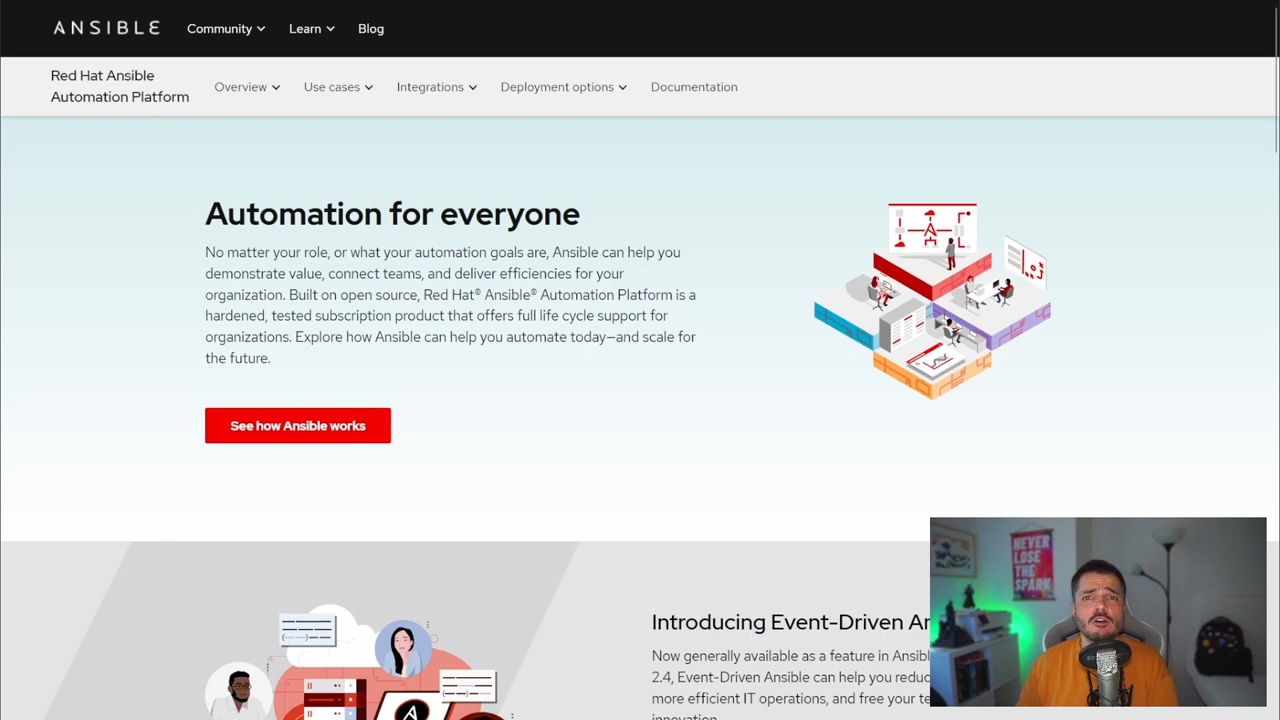 ANSIBLE
Community
Learn
Blog
Red Hat Ansible
Automation Platform
Overview
Use cases
Integrations
Deployment options
Documentation
Automation for everyone
No matter your role, or what your automation goals are, Ansible can help you
demonstrate value, connect teams, and deliver efficiencies for your
organization. Built on open source, Red Hat® Ansible® Automation Platform is a
hardened, tested subscription product that offers full life cycle support for
organizations. Explore how Ansible can help you automate today—and scale for
the future.
See how Ansible works
NEVER
LOSE
THE
SPARK
Introducing Event-Driven
Now generally available as a feature in
2.4, Event-Driven Ansible can help you
more efficient IT operations, and free your